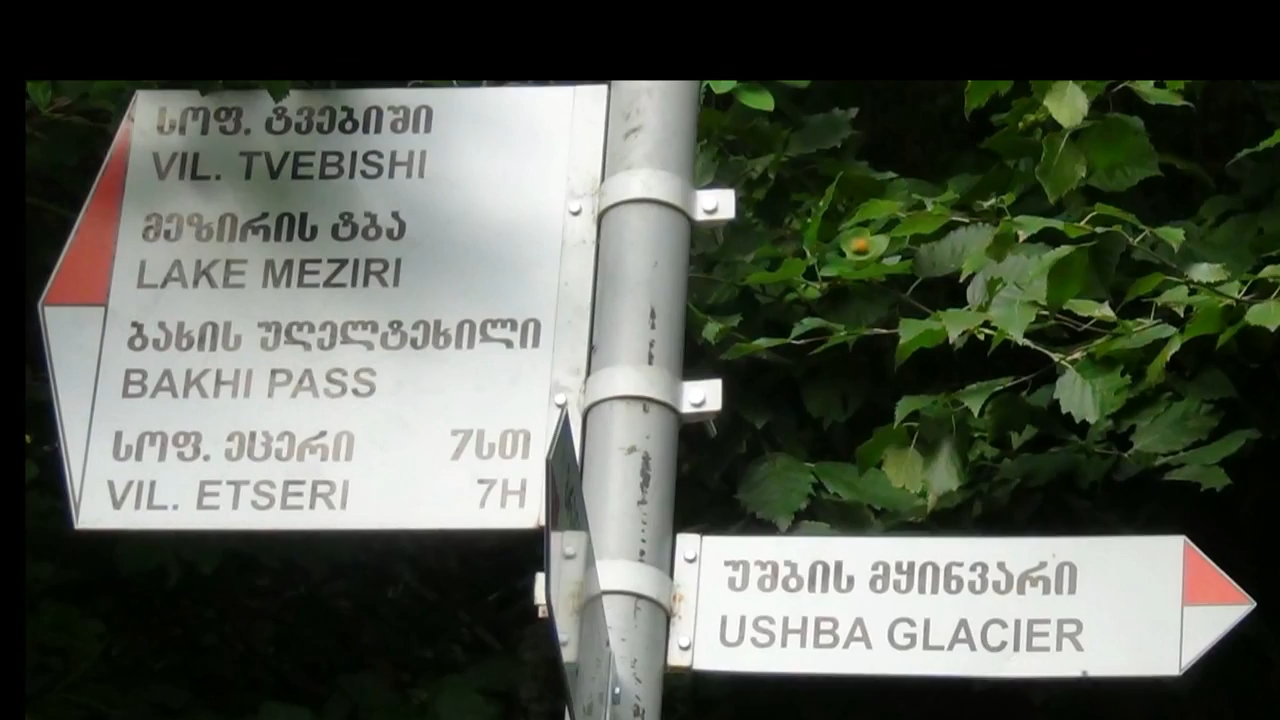 სოფ. ტვებიში
VIL. TVEBISHI
მეზირის ტბა
LAKE MEZIRI
ბახის უღელტეხილი
BAKHI PASS
სოფ. ეცერი 7სთ
VIL. ETSERI 7H
უშბის მყინვარი
USHBA GLACIER